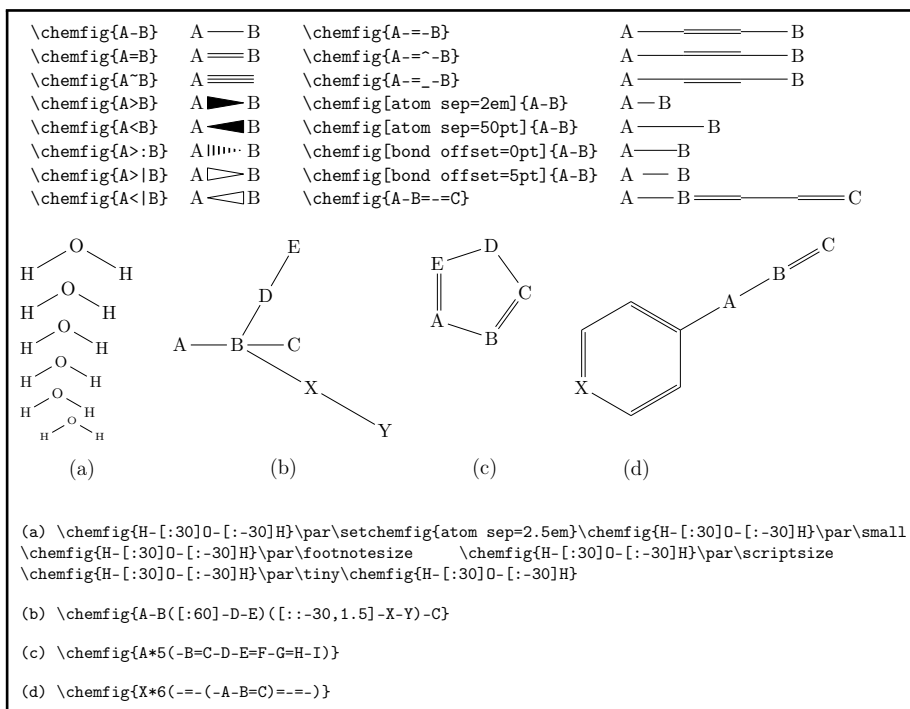 \chemfig{A-B} A B \chemfig{A-=-B} A B
\chemfig{A=B} A B \chemfig{A-=^-B} A B
\chemfig{A~B} A \chemfig{A-=_-B} A B
\chemfig{A>B} A B \chemfig[atom sep=2em]{A-B} A B
\chemfig{A<B} A B \chemfig[atom sep=50pt]{A-B} A B
\chemfig{A>:B} A B \chemfig[bond offset=0pt]{A-B} A B
\chemfig{A>|B} A B \chemfig[bond offset=5pt]{A-B} A B
\chemfig{A<|B} A B \chemfig{A-B=-=C} A B C
H O H
H O H
H O H
H O H
H O H
H O H
(a)
E
D
A B C
X
Y
(b)
D
E
C
A
B
(c)
C
B
A
X
(d)
(a) \chemfig{H-[:30]O-[:-30]H}\par\setchemfig{atom sep=2.5em}\chemfig{H-[:30]O-[:-30]H}\par\small
\chemfig{H-[:30]O-[:-30]H}\par\footnotesize \chemfig{H-[:30]O-[:-30]H}\par\scriptsize
\chemfig{H-[:30]O-[:-30]H}\par\tiny\chemfig{H-[:30]O-[:-30]H}
(b) \chemfig{A-B([:60]-D-E)([::-30,1.5]-X-Y)-C}
(c) \chemfig{A*5(-B=C-D-E=F-G=H-I)}
(d) \chemfig{X*6(-=-(-A-B=C)=-=-)}